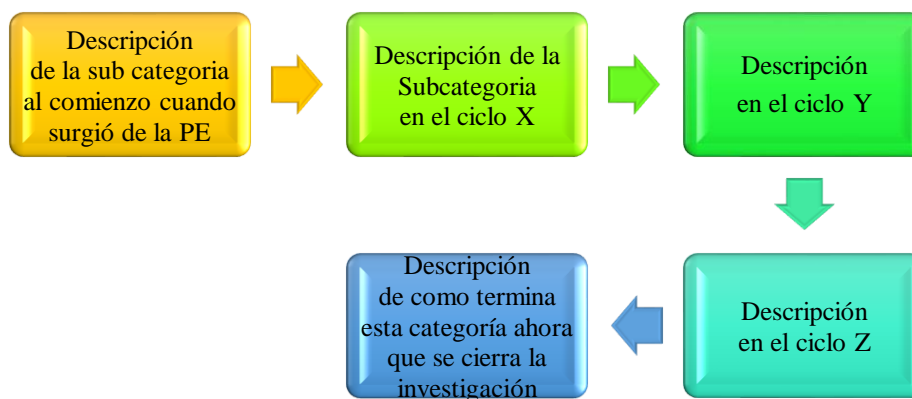 Descripción
de la sub categoria
al comienzo cuando
surgió de la PE
Descripción de la
Subcategoria
en el ciclo X
Descripción
en el ciclo Y
Descripción
en el ciclo Z
Descripción
de como termina
esta categoría ahora
que se cierra la
investigación